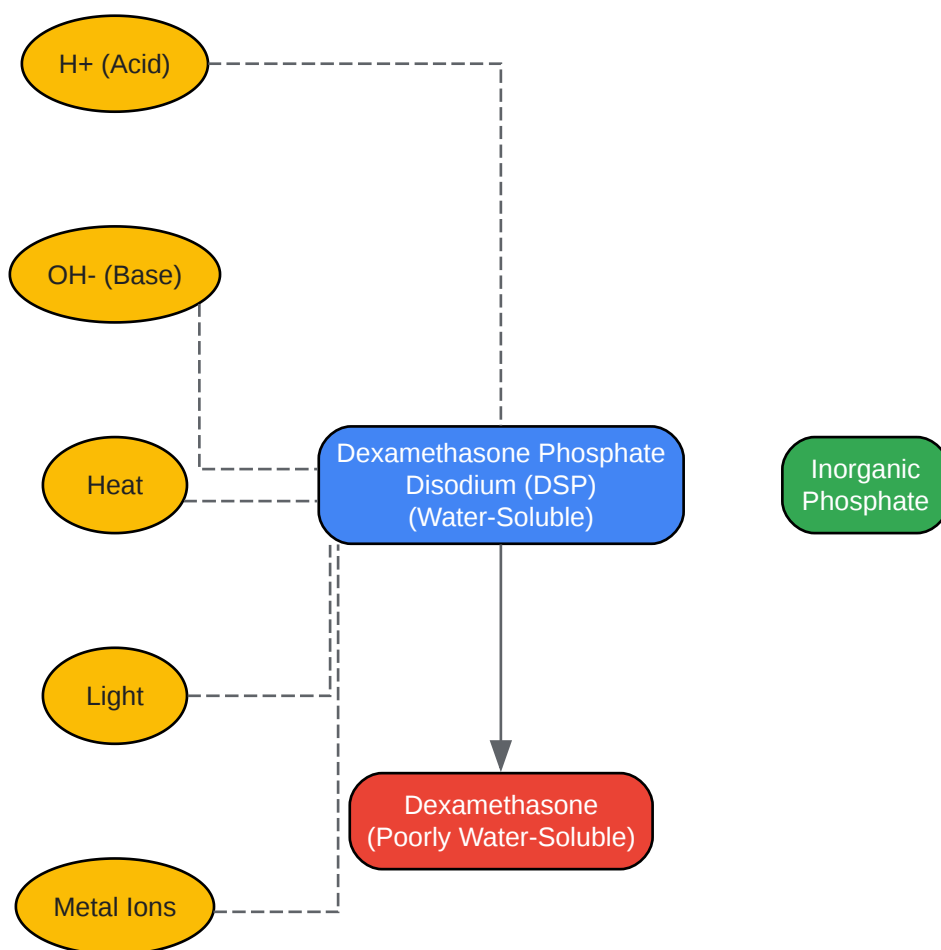 H+ (Acid)
OH- (Base)
Heat
Dexamethasone Phosphate
Disodium (DSP)
(Water-Soluble)
Inorganic
Phosphate
Light
Dexamethasone
(Poorly Water-Soluble)
Metal Ions